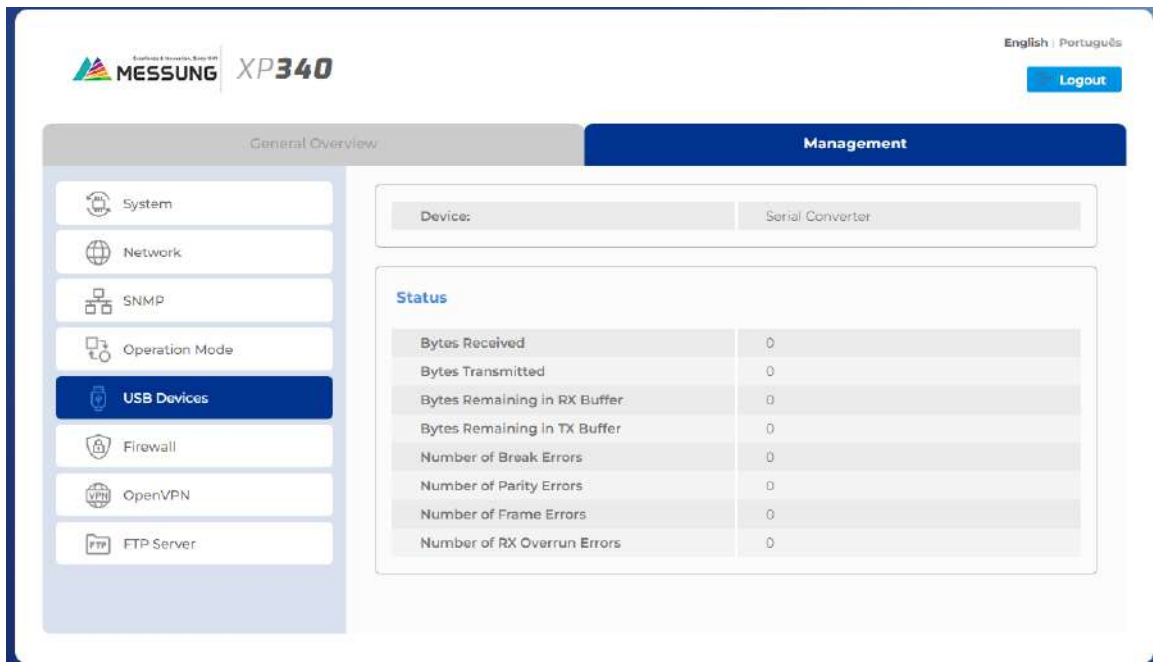 English | Português
MESSUNG XP340
Logout
General Overview
Management
System
Network
SNMP
Operation Mode
USB Devices
Firewall
VPN OpenVPN
FTP FTP Server
Device: Serial Converter
Status
Bytes Received 0
Bytes Transmitted 0
Bytes Remaining in RX Buffer 0
Bytes Remaining in TX Buffer 0
Number of Break Errors 0
Number of Parity Errors 0
Number of Frame Errors 0
Number of RX Overrun Errors 0